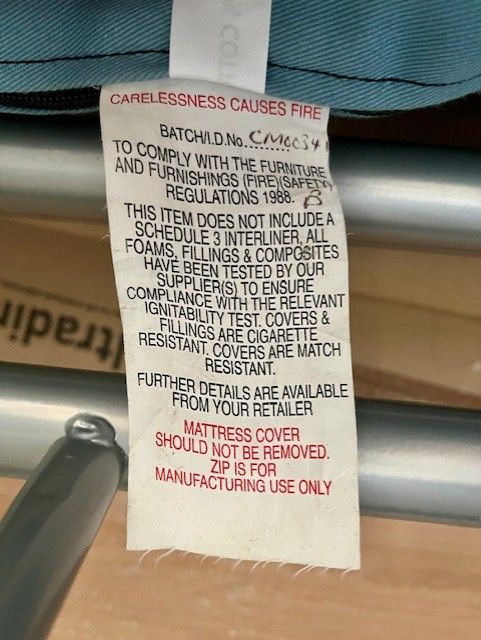 CARELESSNESS CAUSES FIRE
BATCH/I.D.No. CM00341
TO COMPLY WITH THE FURNITURE
AND FURNISHINGS (FIRE)(SAFETY)
REGULATIONS 1988. B
THIS ITEM DOES NOT INCLUDE A
SCHEDULE 3 INTERLINER, ALL
FOAMS, FILLINGS & COMPOSITES
HAVE BEEN TESTED BY OUR
SUPPLIER(S) TO ENSURE
COMPLIANCE WITH THE RELEVANT
IGNITABILITY TEST. COVERS &
FILLINGS ARE CIGARETTE
RESISTANT. COVERS ARE MATCH
RESISTANT.
FURTHER DETAILS ARE AVAILABLE
FROM YOUR RETAILER
MATTRESS COVER
SHOULD NOT BE REMOVED.
ZIP IS FOR
MANUFACTURING USE ONLY